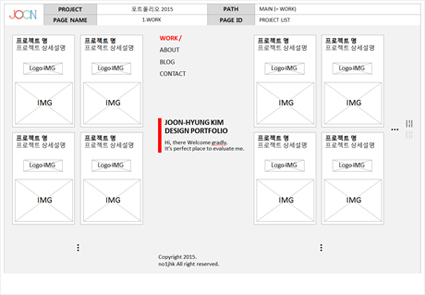 JOON
PROJECT 포트폴리오 2015 PATH MAIN (= WORK)
PAGE NAME 1.WORK PAGE ID PROJECT LIST
프로젝트 명
프로젝트 상세설명
Logo-IMG
IMG
프로젝트 명
프로젝트 상세설명
Logo-IMG
IMG
프로젝트 명
프로젝트 상세설명
Logo-IMG
IMG
프로젝트 명
프로젝트 상세설명
Logo-IMG
IMG
WORK /
ABOUT
BLOG
CONTACT
JOON-HYUNG KIM
DESIGN PORTFOLIO
Hi, there Welcome gradly.
It's perfect place to evaluate me.
Copyright 2015.
no1jhk All right reserved.
프로젝트 명
프로젝트 상세설명
Logo-IMG
IMG
프로젝트 명
프로젝트 상세설명
Logo-IMG
IMG
프로젝트 명
프로젝트 상세설명
Logo-IMG
IMG
프로젝트 명
프로젝트 상세설명
Logo-IMG
IMG